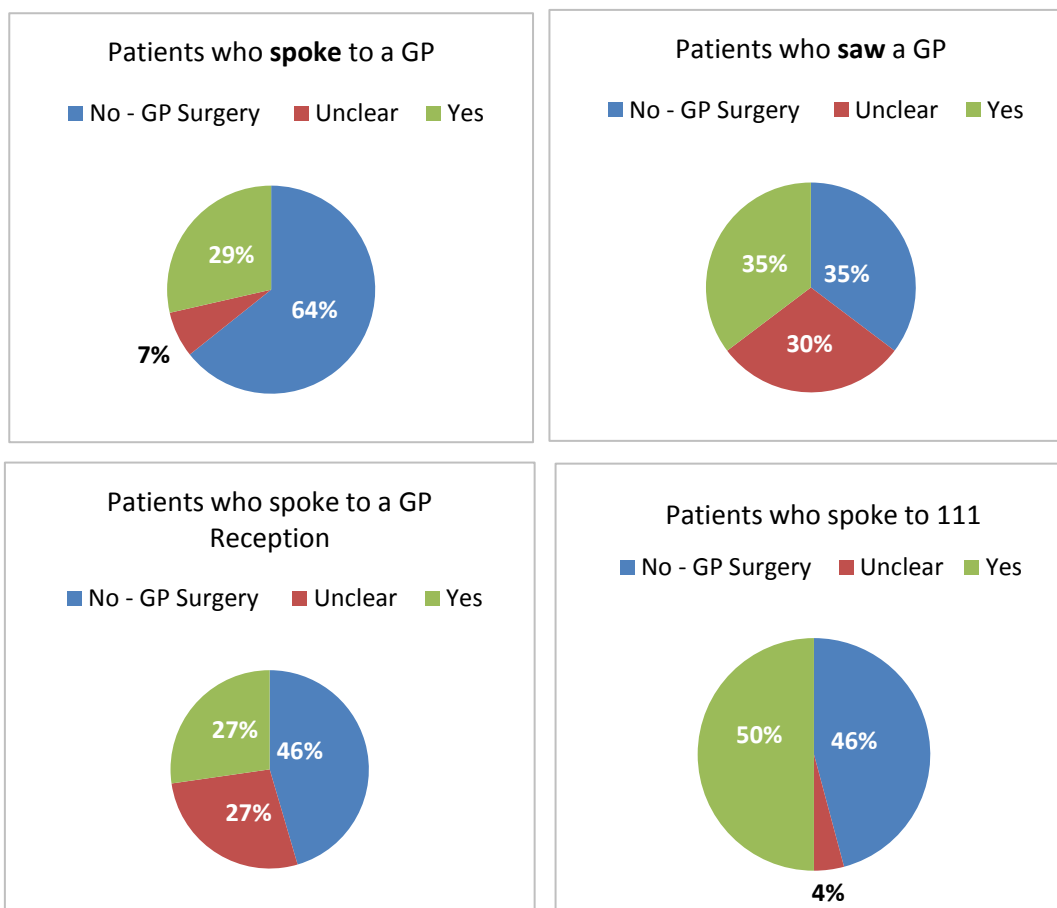 Patients who spoke to a GP
No - GP Surgery Unclear Yes
29%
64%
7%
Patients who saw a GP
No - GP Surgery Unclear Yes
35% 35%
30%
Patients who spoke to a GP
Reception
No - GP Surgery Unclear Yes
27% 46%
27%
Patients who spoke to 111
No - GP Surgery Unclear Yes
50% 46%
4%